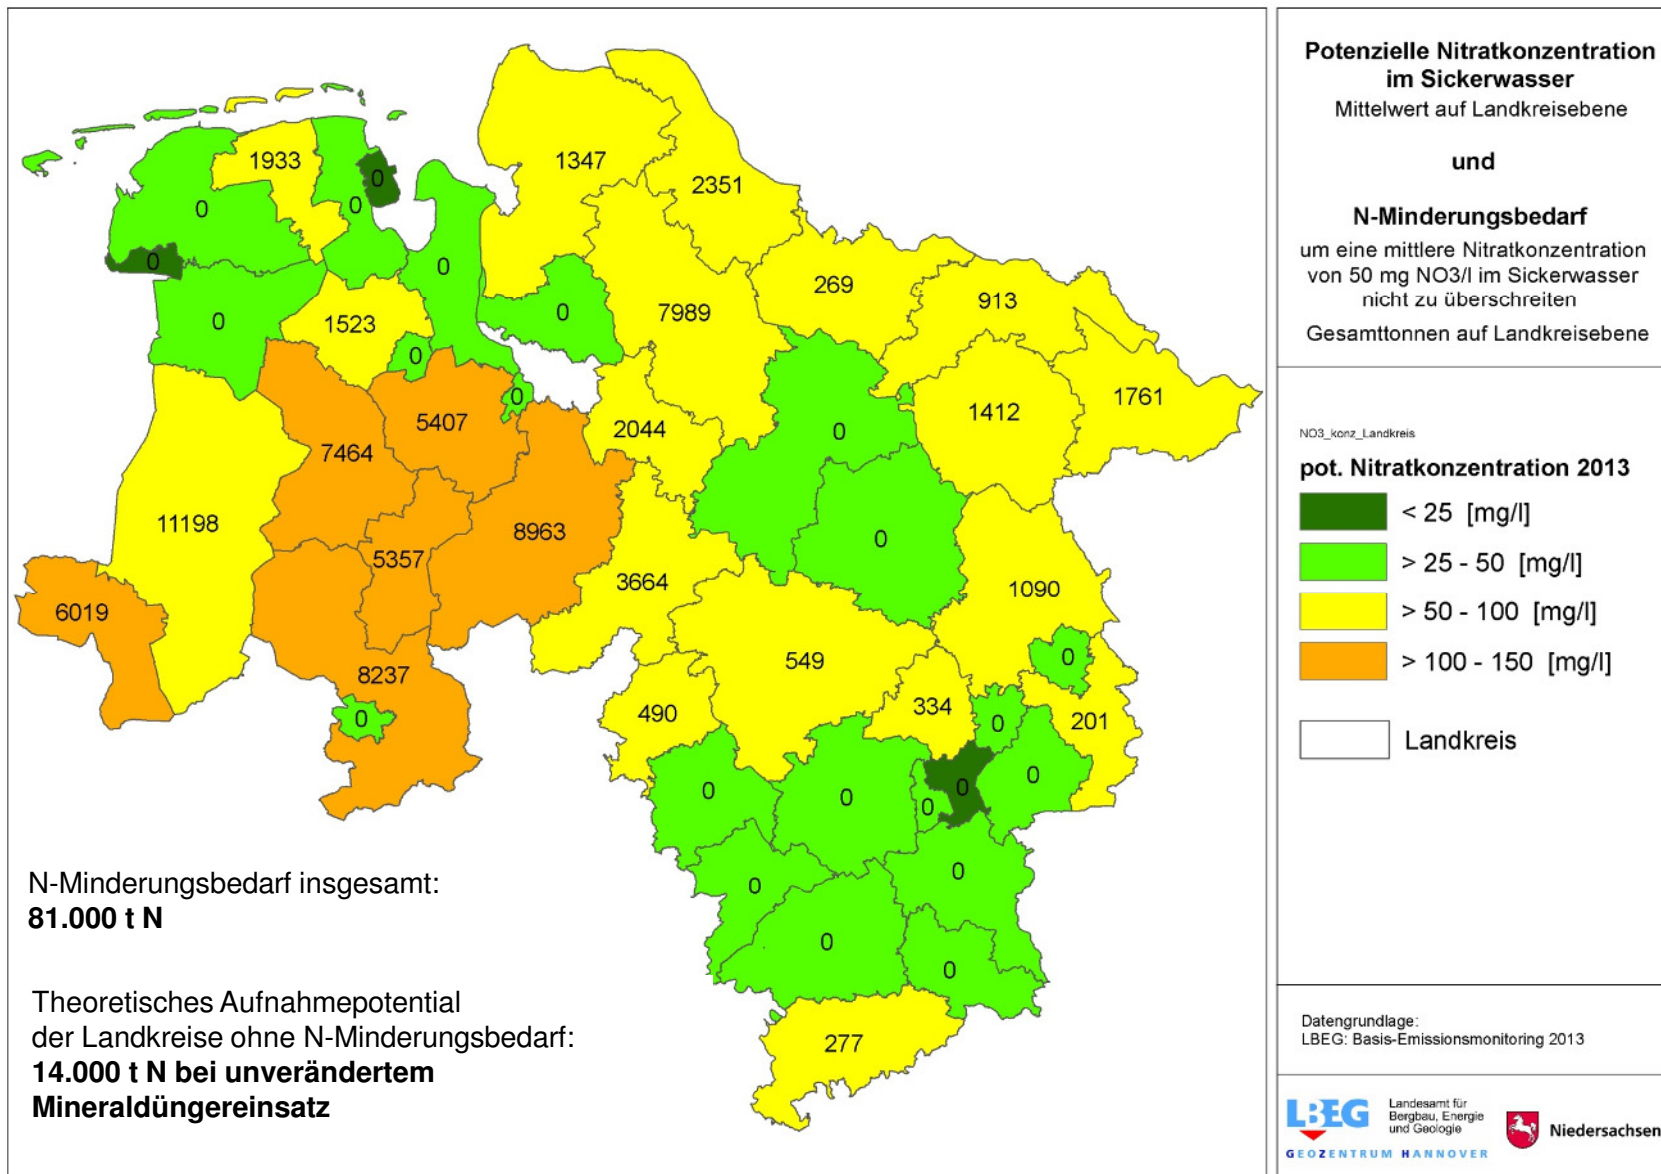 1933
0
0
0
0
1347
2351
0
0
1523
0
0
7989
269
913
0
0
5407
2044
0
1412
1761
7464
11198
8963
0
5357
3664
1090
6019
549
0
8237
0
490
334
0
201
0
0
0
0
0
0
0
0
0
277
N-Minderungsbedarf insgesamt:
81.000 t N
Theoretisches Aufnahmepotential
der Landkreise ohne N-Minderungsbedarf:
14.000 t N bei unverändertem
Mineraldüngereinsatz
Potenzielle Nitratkonzentration
im Sickerwasser
Mittelwert auf Landkreisebene
und
N-Minderungsbedarf
um eine mittlere Nitratkonzentration
von 50 mg NO3/l im Sickerwasser
nicht zu überschreiten
Gesamttonnen auf Landkreisebene
NO3_konz_Landkreis
pot. Nitratkonzentration 2013
< 25 [mg/l]
> 25 - 50 [mg/l]
> 50 - 100 [mg/l]
> 100 - 150 [mg/l]
Landkreis
Datengrundlage:
LBEG: Basis-Emissionsmonitoring 2013
LBEG
Landesamt für
Bergbau, Energie
und Geologie
GEOZENTRUM HANNOVER
Niedersachsen